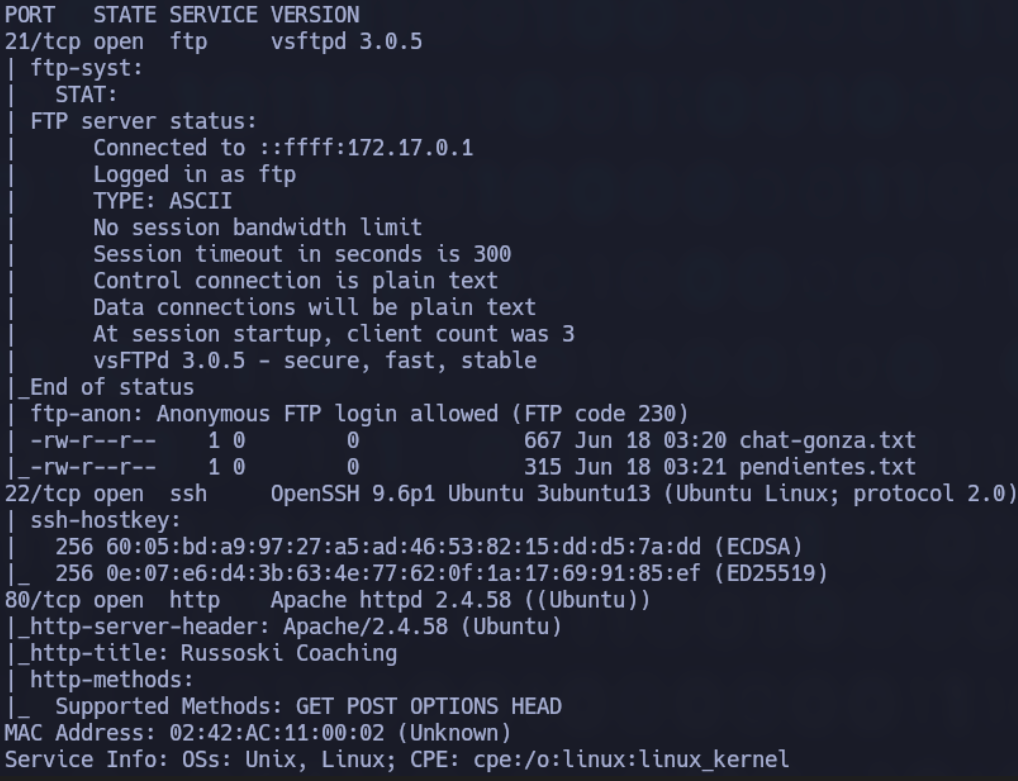 PORT   STATE SERVICE VERSION
21/tcp open  ftp     vsftpd 3.0.5
| ftp-syst:
|   STAT:
| FTP server status:
|      Connected to ::ffff:172.17.0.1
|      Logged in as ftp
|      TYPE: ASCII
|      No session bandwidth limit
|      Session timeout in seconds is 300
|      Control connection is plain text
|      Data connections will be plain text
|      At session startup, client count was 3
|      vsFTPd 3.0.5 - secure, fast, stable
|_End of status
| ftp-anon: Anonymous FTP login allowed (FTP code 230)
| -rw-r--r--    1 0        0             667 Jun 18 03:20 chat-gonza.txt
|_-rw-r--r--    1 0        0             315 Jun 18 03:21 pendientes.txt
22/tcp open  ssh     OpenSSH 9.6p1 Ubuntu 3ubuntu13 (Ubuntu Linux; protocol 2.0)
| ssh-hostkey:
|   256 60:05:bd:a9:97:27:a5:ad:46:53:82:15:dd:d5:7a:dd (ECDSA)
|_  256 0e:07:e6:d4:3b:63:4e:77:62:0f:1a:17:69:91:85:ef (ED25519)
80/tcp open  http    Apache httpd 2.4.58 ((Ubuntu))
|_http-server-header: Apache/2.4.58 (Ubuntu)
|_http-title: Russoski Coaching
| http-methods:
|_  Supported Methods: GET POST OPTIONS HEAD
MAC Address: 02:42:AC:11:00:02 (Unknown)
Service Info: OSs: Unix, Linux; CPE: cpe:/o:linux:linux_kernel